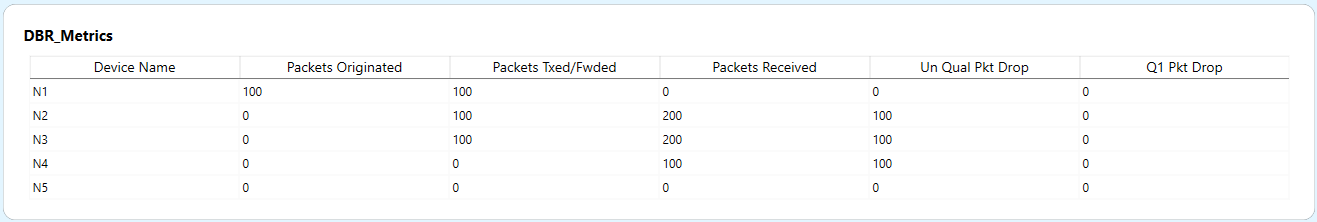 DBR_Metrics
Device Name Packets Originated Packets Txed/Fwded Packets Received Un Qual Pkt Drop Q1 Pkt Drop
N1 100 100 0 0 0
N2 0 100 200 100 0
N3 0 100 200 100 0
N4 0 0 100 100 0
N5 0 0 0 0 0